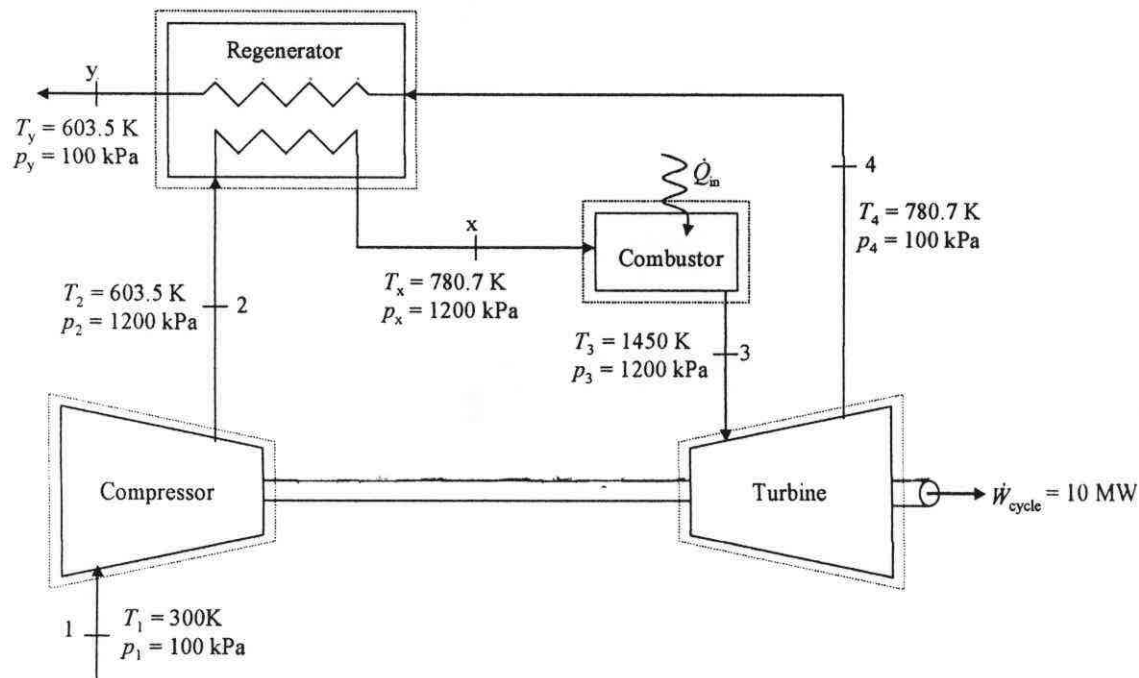 Regenerator
y
T_y = 603.5 K
p_y = 100 kPa
4
Q̇_in
T_4 = 780.7 K
p_4 = 100 kPa
x
Combustor
T_x = 780.7 K
p_x = 1200 kPa
T_2 = 603.5 K
p_2 = 1200 kPa
2
T_3 = 1450 K
p_3 = 1200 kPa
3
Compressor
Turbine
Ẇ_cycle = 10 MW
1
T_1 = 300K
p_1 = 100 kPa